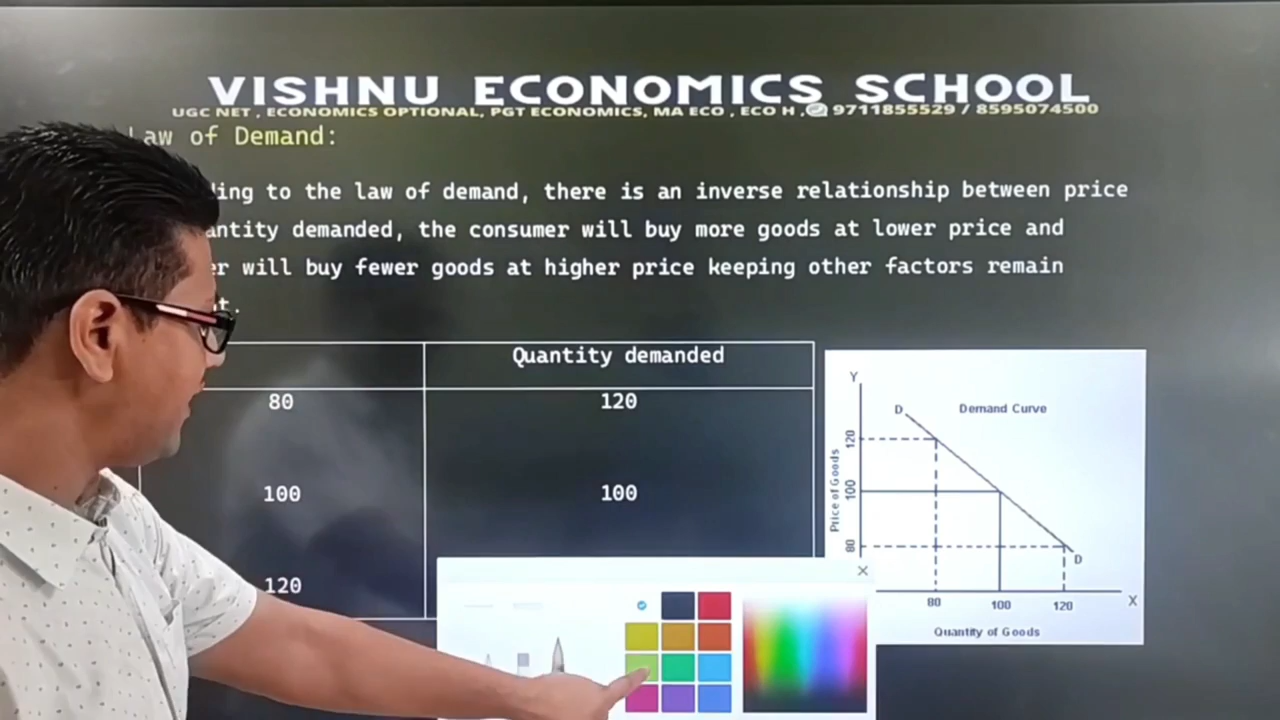 VISHNU ECONOMICS SCHOOL
UGC NET , ECONOMICS OPTIONAL, PGT ECONOMICS, MA ECO , ECO H , 9711855529 / 8595074500
Law of Demand:
ding to the law of demand, there is an inverse relationship between price
antity demanded, the consumer will buy more goods at lower price and
er will buy fewer goods at higher price keeping other factors remain
t.
Quantity demanded
80 120
100 100
120
Y
D Demand Curve
120
100
80
Price of Goods
D
80 100 120 X
Quantity of Goods